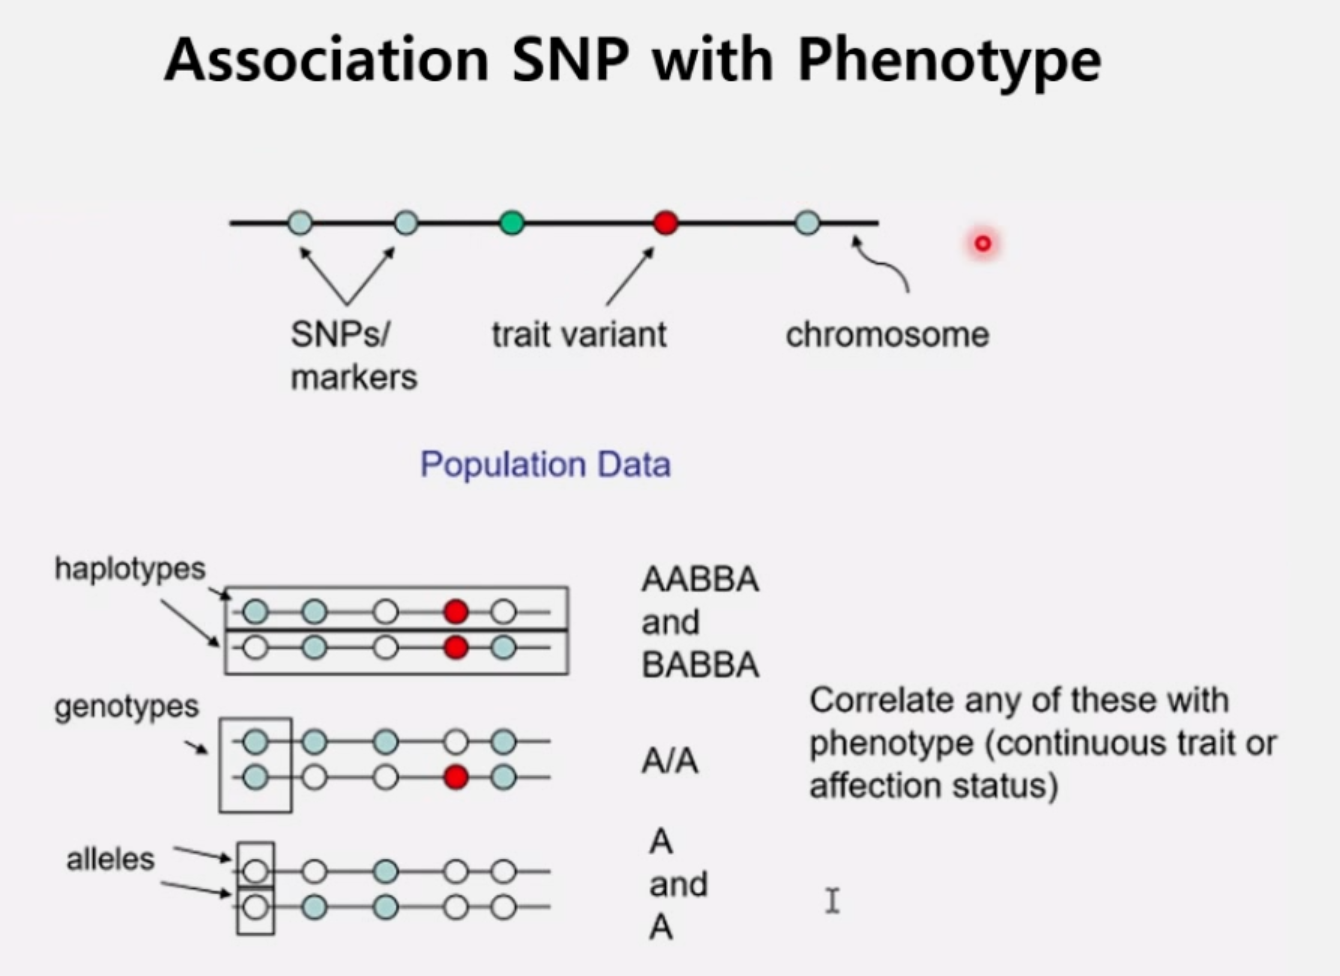 Association SNP with Phenotype
SNPs/
markers
trait variant
chromosome
Population Data
haplotypes
AABBA
and
BABBA
genotypes
A/A
Correlate any of these with
phenotype (continuous trait or
affection status)
alleles
A
and
A